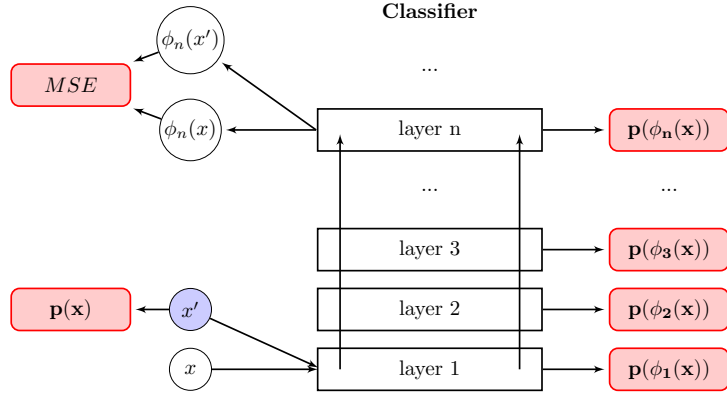 Classifier
ϕₙ(x′)
...
MSE
ϕₙ(x)
layer n
p(ϕₙ(x))
...
...
layer 3
p(ϕ₃(x))
p(x)
x′
layer 2
p(ϕ₂(x))
x
layer 1
p(ϕ₁(x))